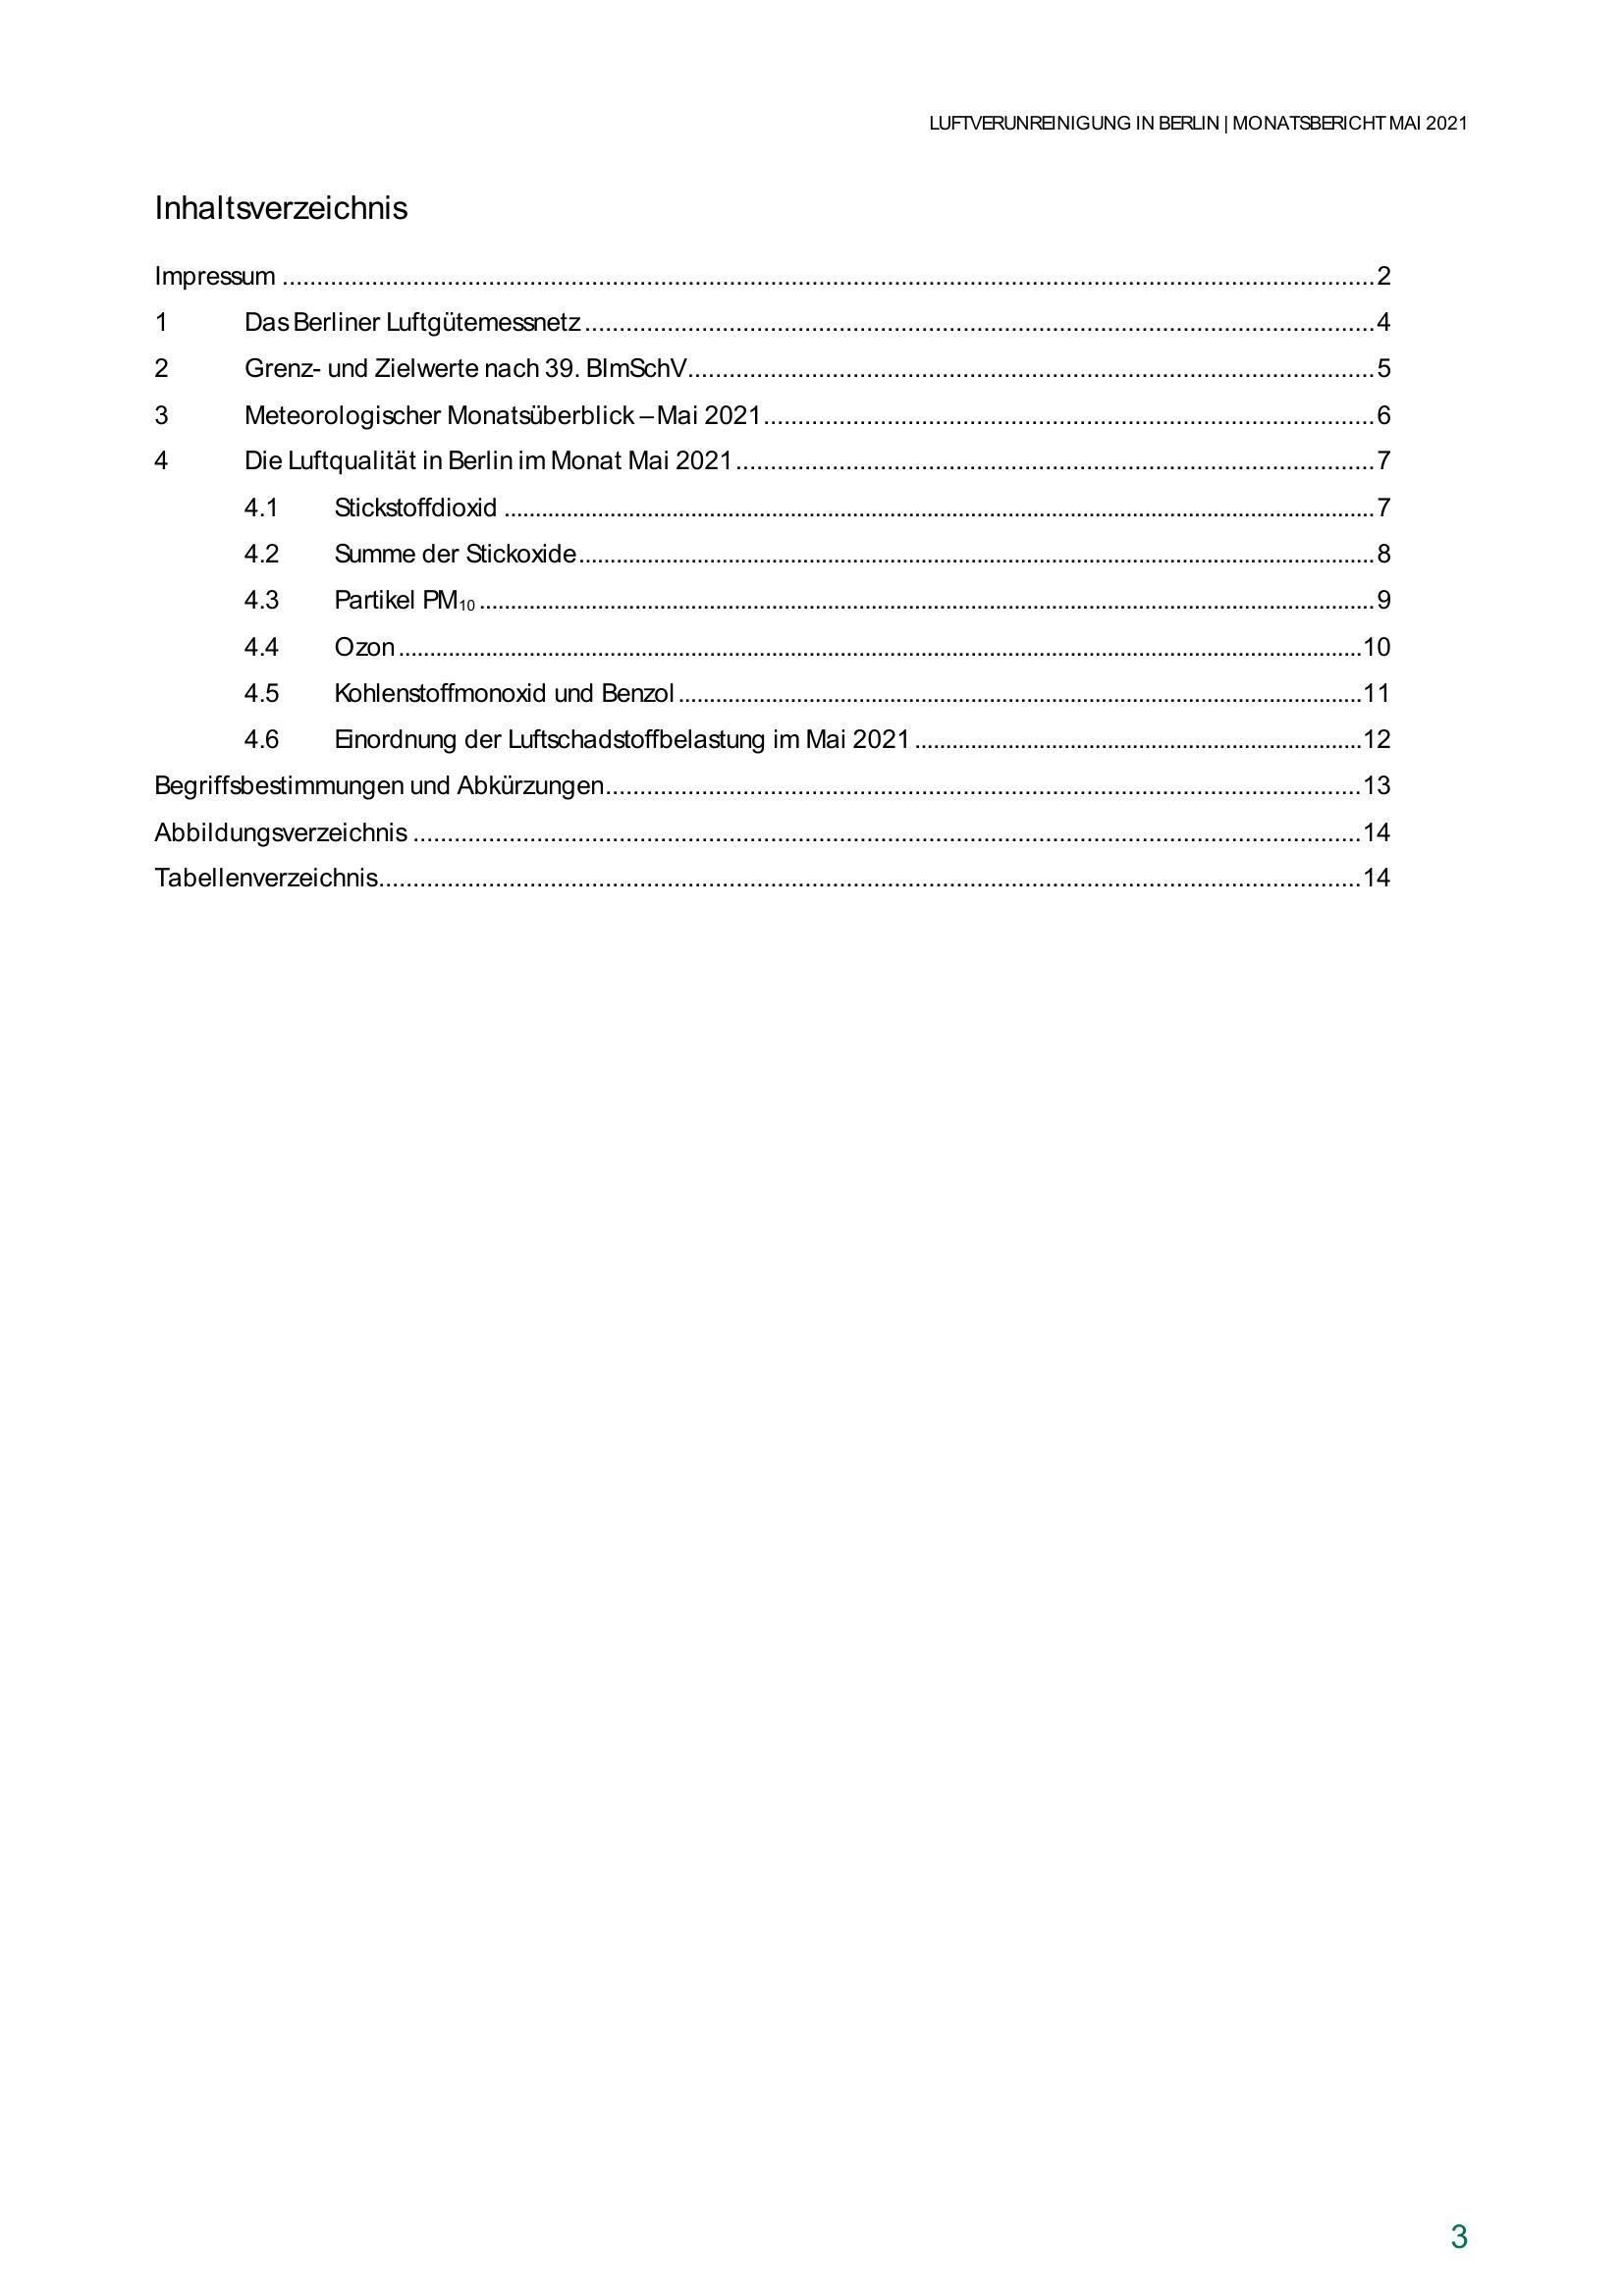 LUFTVERUNREINIGUNG IN BERLIN | MONATSBERICHT MAI 2021
Inhaltsverzeichnis
Impressum ........................................ 2
1 Das Berliner Luftgütemessnetz ........................................ 4
2 Grenz- und Zielwerte nach 39. BImSchV ........................................ 5
3 Meteorologischer Monatsüberblick – Mai 2021 ........................................ 6
4 Die Luftqualität in Berlin im Monat Mai 2021 ........................................ 7
4.1 Stickstoffdioxid ........................................ 7
4.2 Summe der Stickoxide ........................................ 8
4.3 Partikel PM₁₀ ........................................ 9
4.4 Ozon ........................................ 10
4.5 Kohlenstoffmonoxid und Benzol ........................................ 11
4.6 Einordnung der Luftschadstoffbelastung im Mai 2021 ........................................ 12
Begriffsbestimmungen und Abkürzungen ........................................ 13
Abbildungsverzeichnis ........................................ 14
Tabellenverzeichnis ........................................ 14
3